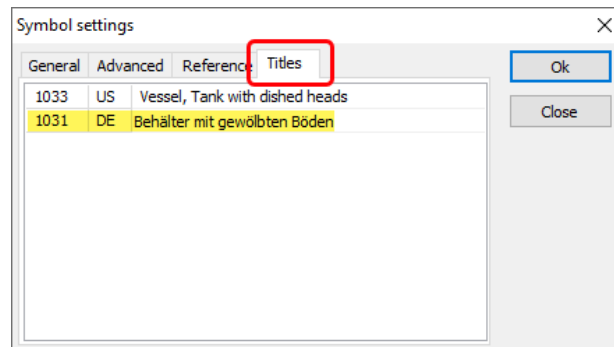 Symbol settings
General Advanced Reference Titles
Ok
1033 US Vessel, Tank with dished heads
1031 DE Behälter mit gewölbten Böden
Close